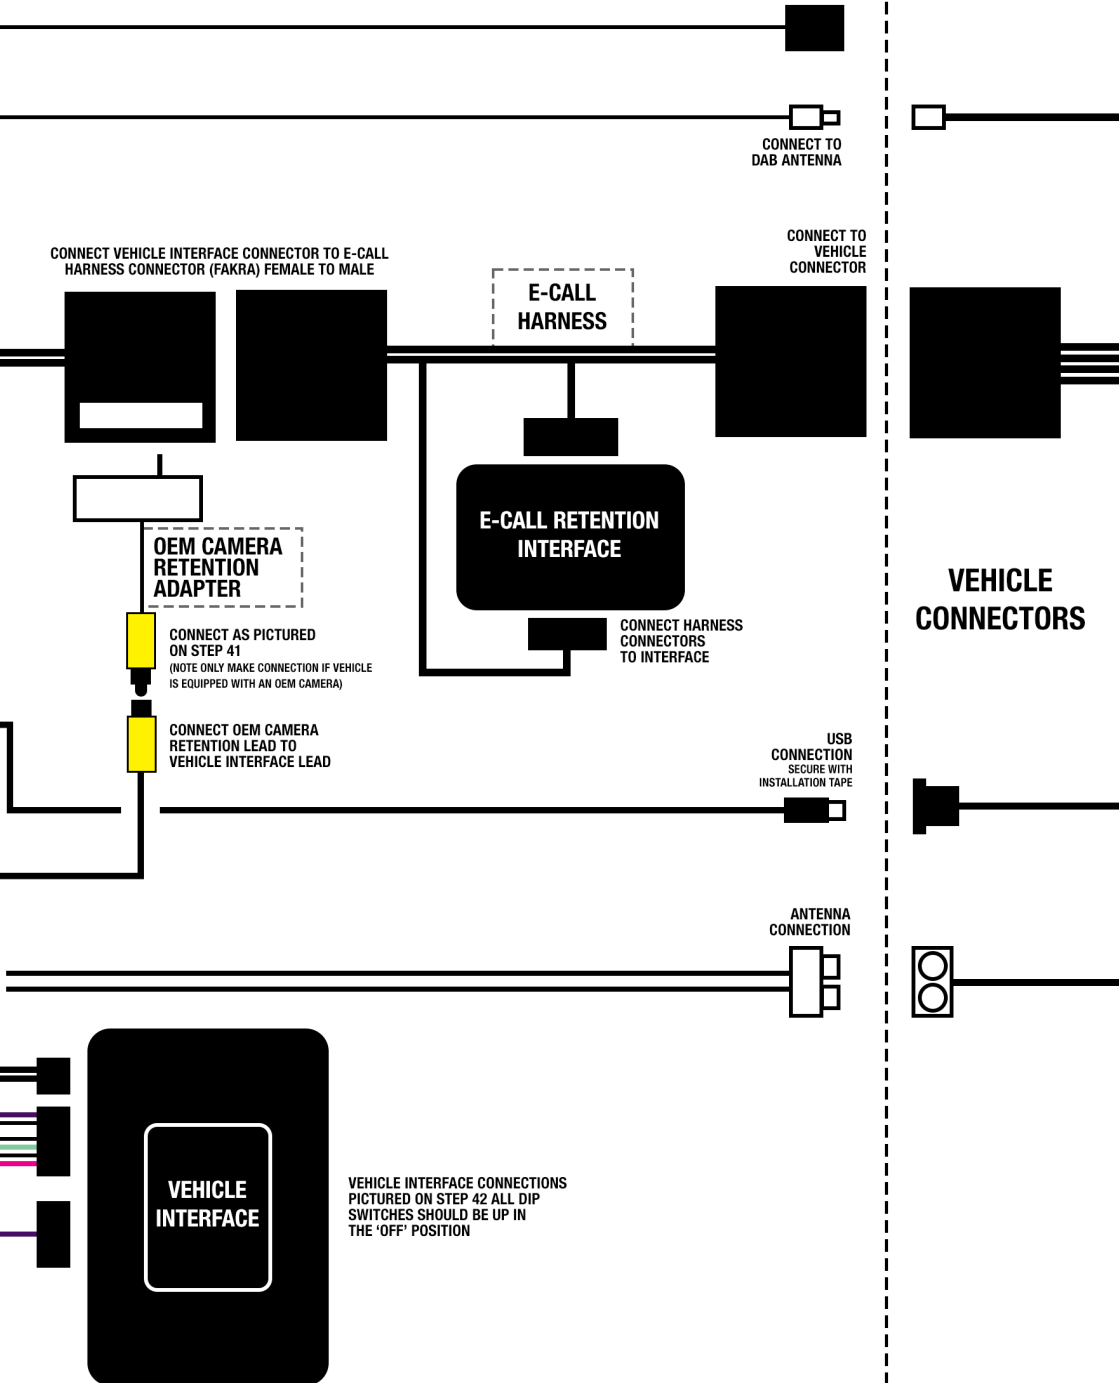 CONNECT TO
DAB ANTENNA
CONNECT VEHICLE INTERFACE CONNECTOR TO E-CALL
HARNESS CONNECTOR (FAKRA) FEMALE TO MALE
E-CALL
HARNESS
CONNECT TO
VEHICLE
CONNECTOR
E-CALL RETENTION
INTERFACE
OEM CAMERA
RETENTION
ADAPTER
VEHICLE
CONNECTORS
CONNECT AS PICTURED
ON STEP 41
(NOTE ONLY MAKE CONNECTION IF VEHICLE
IS EQUIPPED WITH AN OEM CAMERA)
CONNECT HARNESS
CONNECTORS
TO INTERFACE
CONNECT OEM CAMERA
RETENTION LEAD TO
VEHICLE INTERFACE LEAD
USB
CONNECTION
SECURE WITH
INSTALLATION TAPE
ANTENNA
CONNECTION
VEHICLE
INTERFACE
VEHICLE INTERFACE CONNECTIONS
PICTURED ON STEP 42 ALL DIP
SWITCHES SHOULD BE UP IN
THE ‘OFF’ POSITION